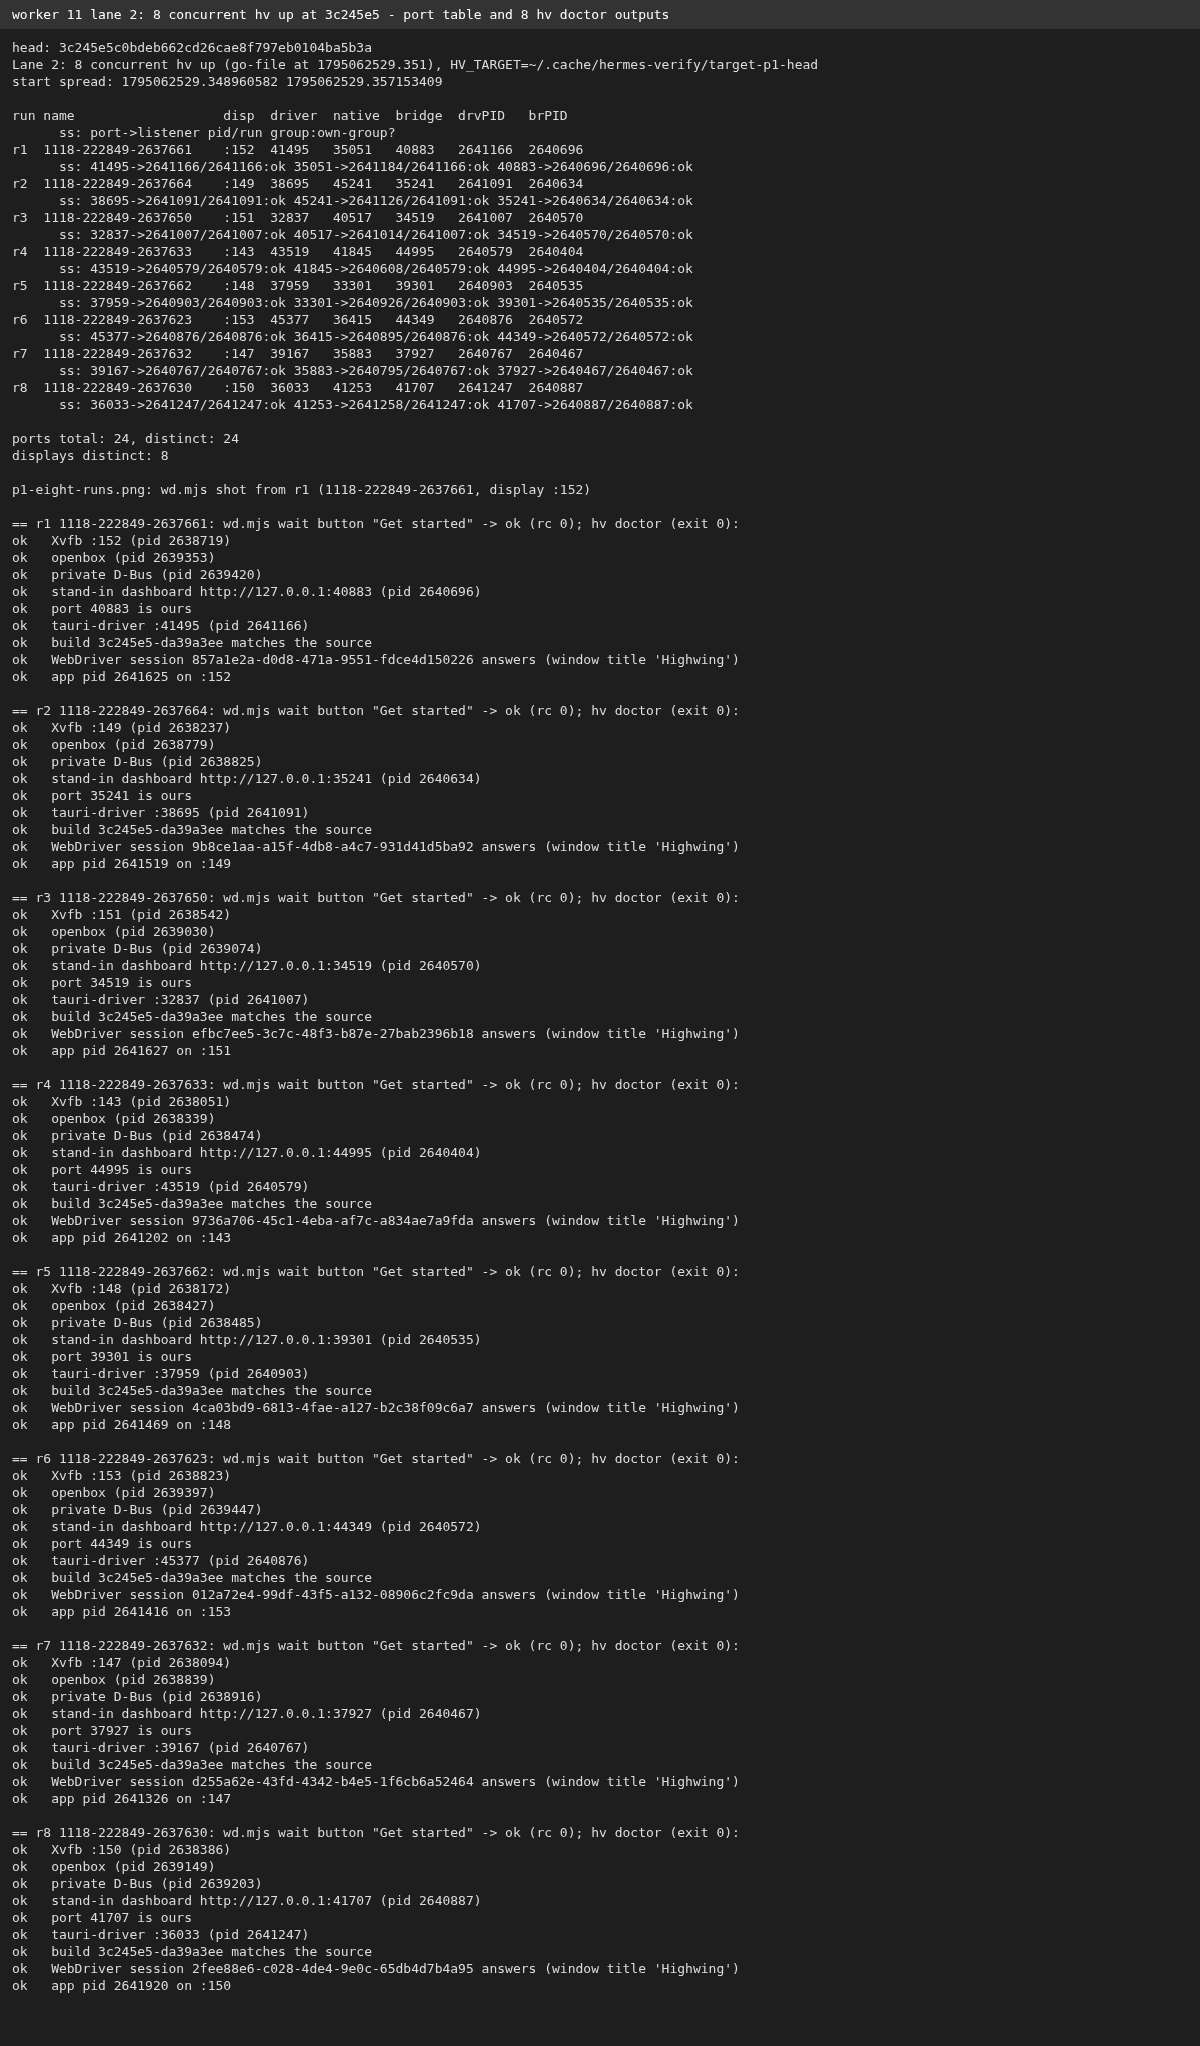 worker 11 lane 2: 8 concurrent hv up at 3c245e5 - port table and 8 hv doctor outputs
head: 3c245e5c0bdeb662cd26cae8f797eb0104ba5b3a
Lane 2: 8 concurrent hv up (go-file at 1795062529.351), HV_TARGET=~/.cache/hermes-verify/target-p1-head
start spread: 1795062529.348960582 1795062529.357153409
run name                   disp  driver  native  bridge  drvPID   brPID
      ss: port->listener pid/run group:own-group?
r1  1118-222849-2637661    :152  41495   35051   40883   2641166  2640696
      ss: 41495->2641166/2641166:ok 35051->2641184/2641166:ok 40883->2640696/2640696:ok
r2  1118-222849-2637664    :149  38695   45241   35241   2641091  2640634
      ss: 38695->2641091/2641091:ok 45241->2641126/2641091:ok 35241->2640634/2640634:ok
r3  1118-222849-2637650    :151  32837   40517   34519   2641007  2640570
      ss: 32837->2641007/2641007:ok 40517->2641014/2641007:ok 34519->2640570/2640570:ok
r4  1118-222849-2637633    :143  43519   41845   44995   2640579  2640404
      ss: 43519->2640579/2640579:ok 41845->2640608/2640579:ok 44995->2640404/2640404:ok
r5  1118-222849-2637662    :148  37959   33301   39301   2640903  2640535
      ss: 37959->2640903/2640903:ok 33301->2640926/2640903:ok 39301->2640535/2640535:ok
r6  1118-222849-2637623    :153  45377   36415   44349   2640876  2640572
      ss: 45377->2640876/2640876:ok 36415->2640895/2640876:ok 44349->2640572/2640572:ok
r7  1118-222849-2637632    :147  39167   35883   37927   2640767  2640467
      ss: 39167->2640767/2640767:ok 35883->2640795/2640767:ok 37927->2640467/2640467:ok
r8  1118-222849-2637630    :150  36033   41253   41707   2641247  2640887
      ss: 36033->2641247/2641247:ok 41253->2641258/2641247:ok 41707->2640887/2640887:ok
ports total: 24, distinct: 24
displays distinct: 8
p1-eight-runs.png: wd.mjs shot from r1 (1118-222849-2637661, display :152)
== r1 1118-222849-2637661: wd.mjs wait button "Get started" -> ok (rc 0); hv doctor (exit 0):
ok   Xvfb :152 (pid 2638719)
ok   openbox (pid 2639353)
ok   private D-Bus (pid 2639420)
ok   stand-in dashboard http://127.0.0.1:40883 (pid 2640696)
ok   port 40883 is ours
ok   tauri-driver :41495 (pid 2641166)
ok   build 3c245e5-da39a3ee matches the source
ok   WebDriver session 857a1e2a-d0d8-471a-9551-fdce4d150226 answers (window title 'Highwing')
ok   app pid 2641625 on :152
== r2 1118-222849-2637664: wd.mjs wait button "Get started" -> ok (rc 0); hv doctor (exit 0):
ok   Xvfb :149 (pid 2638237)
ok   openbox (pid 2638779)
ok   private D-Bus (pid 2638825)
ok   stand-in dashboard http://127.0.0.1:35241 (pid 2640634)
ok   port 35241 is ours
ok   tauri-driver :38695 (pid 2641091)
ok   build 3c245e5-da39a3ee matches the source
ok   WebDriver session 9b8ce1aa-a15f-4db8-a4c7-931d41d5ba92 answers (window title 'Highwing')
ok   app pid 2641519 on :149
== r3 1118-222849-2637650: wd.mjs wait button "Get started" -> ok (rc 0); hv doctor (exit 0):
ok   Xvfb :151 (pid 2638542)
ok   openbox (pid 2639030)
ok   private D-Bus (pid 2639074)
ok   stand-in dashboard http://127.0.0.1:34519 (pid 2640570)
ok   port 34519 is ours
ok   tauri-driver :32837 (pid 2641007)
ok   build 3c245e5-da39a3ee matches the source
ok   WebDriver session efbc7ee5-3c7c-48f3-b87e-27bab2396b18 answers (window title 'Highwing')
ok   app pid 2641627 on :151
== r4 1118-222849-2637633: wd.mjs wait button "Get started" -> ok (rc 0); hv doctor (exit 0):
ok   Xvfb :143 (pid 2638051)
ok   openbox (pid 2638339)
ok   private D-Bus (pid 2638474)
ok   stand-in dashboard http://127.0.0.1:44995 (pid 2640404)
ok   port 44995 is ours
ok   tauri-driver :43519 (pid 2640579)
ok   build 3c245e5-da39a3ee matches the source
ok   WebDriver session 9736a706-45c1-4eba-af7c-a834ae7a9fda answers (window title 'Highwing')
ok   app pid 2641202 on :143
== r5 1118-222849-2637662: wd.mjs wait button "Get started" -> ok (rc 0); hv doctor (exit 0):
ok   Xvfb :148 (pid 2638172)
ok   openbox (pid 2638427)
ok   private D-Bus (pid 2638485)
ok   stand-in dashboard http://127.0.0.1:39301 (pid 2640535)
ok   port 39301 is ours
ok   tauri-driver :37959 (pid 2640903)
ok   build 3c245e5-da39a3ee matches the source
ok   WebDriver session 4ca03bd9-6813-4fae-a127-b2c38f09c6a7 answers (window title 'Highwing')
ok   app pid 2641469 on :148
== r6 1118-222849-2637623: wd.mjs wait button "Get started" -> ok (rc 0); hv doctor (exit 0):
ok   Xvfb :153 (pid 2638823)
ok   openbox (pid 2639397)
ok   private D-Bus (pid 2639447)
ok   stand-in dashboard http://127.0.0.1:44349 (pid 2640572)
ok   port 44349 is ours
ok   tauri-driver :45377 (pid 2640876)
ok   build 3c245e5-da39a3ee matches the source
ok   WebDriver session 012a72e4-99df-43f5-a132-08906c2fc9da answers (window title 'Highwing')
ok   app pid 2641416 on :153
== r7 1118-222849-2637632: wd.mjs wait button "Get started" -> ok (rc 0); hv doctor (exit 0):
ok   Xvfb :147 (pid 2638094)
ok   openbox (pid 2638839)
ok   private D-Bus (pid 2638916)
ok   stand-in dashboard http://127.0.0.1:37927 (pid 2640467)
ok   port 37927 is ours
ok   tauri-driver :39167 (pid 2640767)
ok   build 3c245e5-da39a3ee matches the source
ok   WebDriver session d255a62e-43fd-4342-b4e5-1f6cb6a52464 answers (window title 'Highwing')
ok   app pid 2641326 on :147
== r8 1118-222849-2637630: wd.mjs wait button "Get started" -> ok (rc 0); hv doctor (exit 0):
ok   Xvfb :150 (pid 2638386)
ok   openbox (pid 2639149)
ok   private D-Bus (pid 2639203)
ok   stand-in dashboard http://127.0.0.1:41707 (pid 2640887)
ok   port 41707 is ours
ok   tauri-driver :36033 (pid 2641247)
ok   build 3c245e5-da39a3ee matches the source
ok   WebDriver session 2fee88e6-c028-4de4-9e0c-65db4d7b4a95 answers (window title 'Highwing')
ok   app pid 2641920 on :150